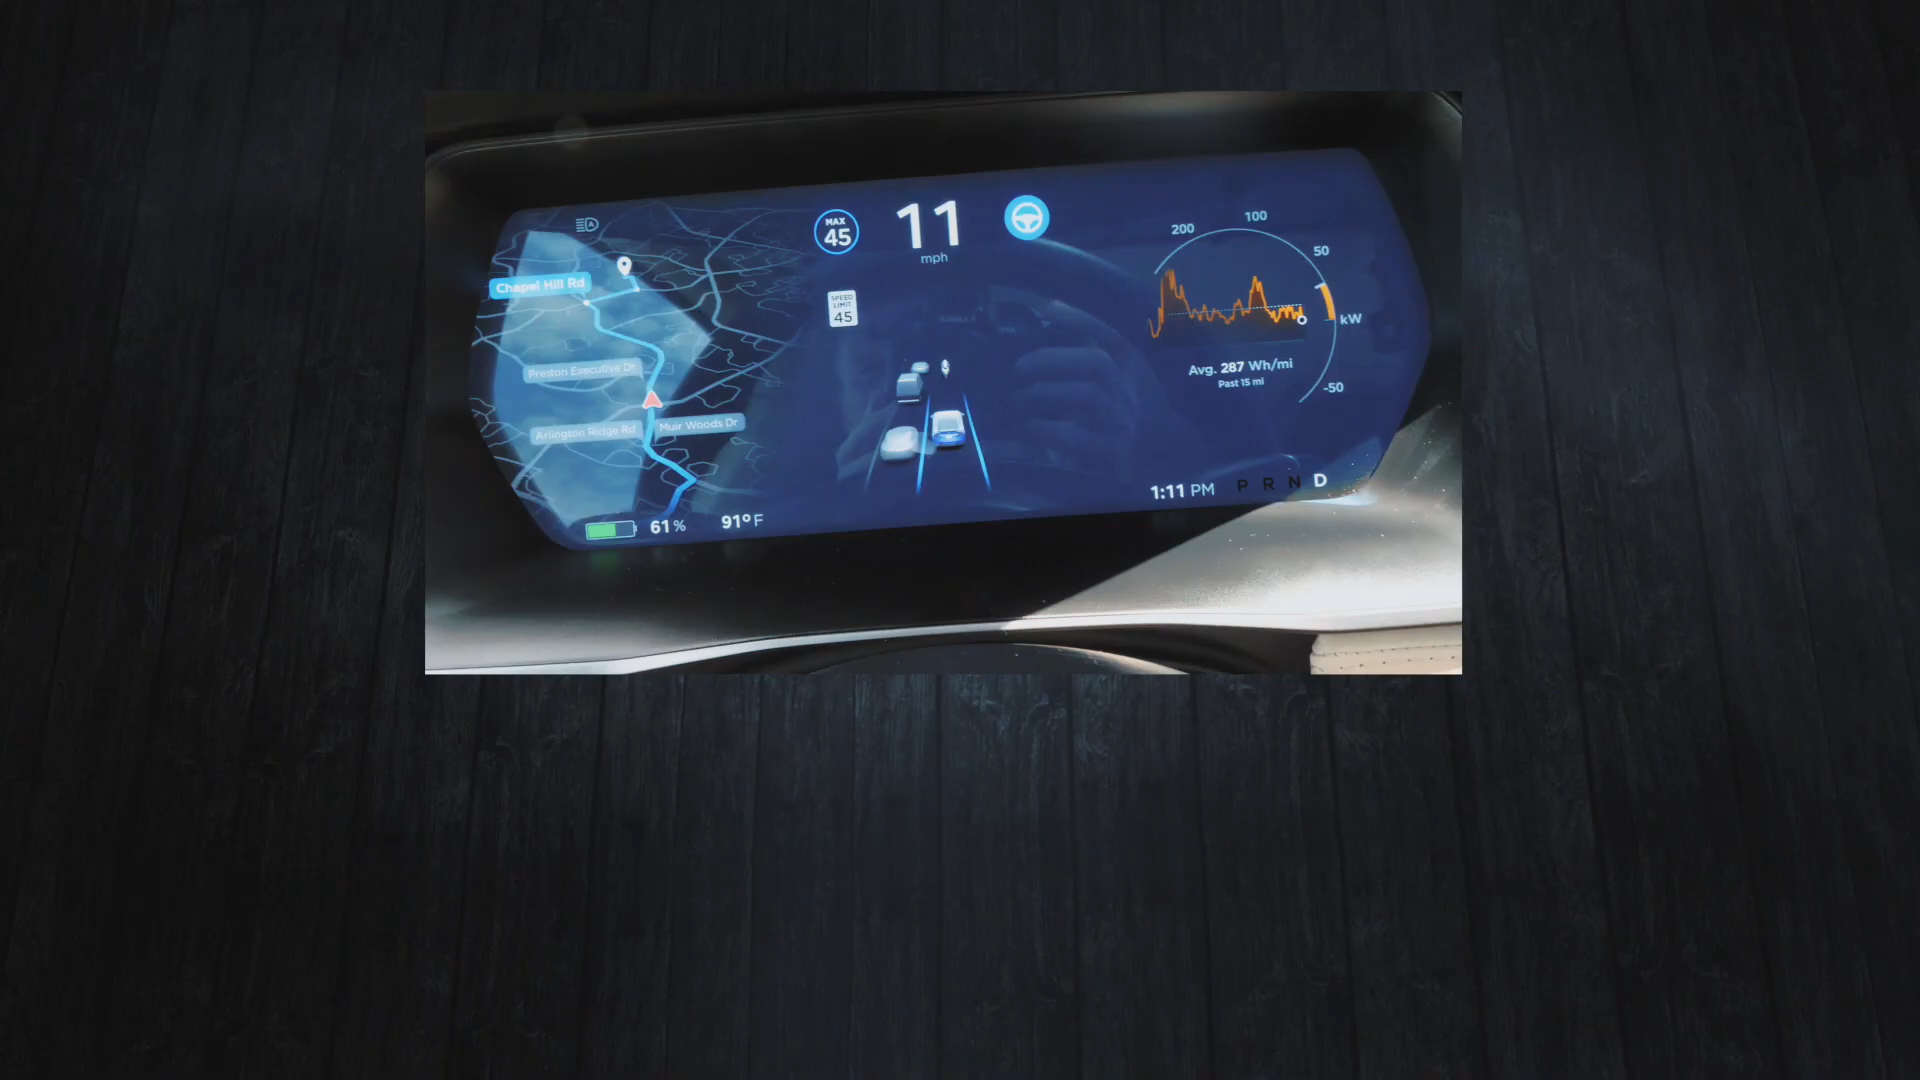 MAX
45
11
mph
SPEED
LIMIT
45
Chapel Hill Rd
Preston Executive Dr
Arlington Ridge Rd
Muir Woods Dr
61 %
91°F
200
100
50
kW
-50
Avg. 287 Wh/mi
Past 15 mi
1:11 PM
P R N D